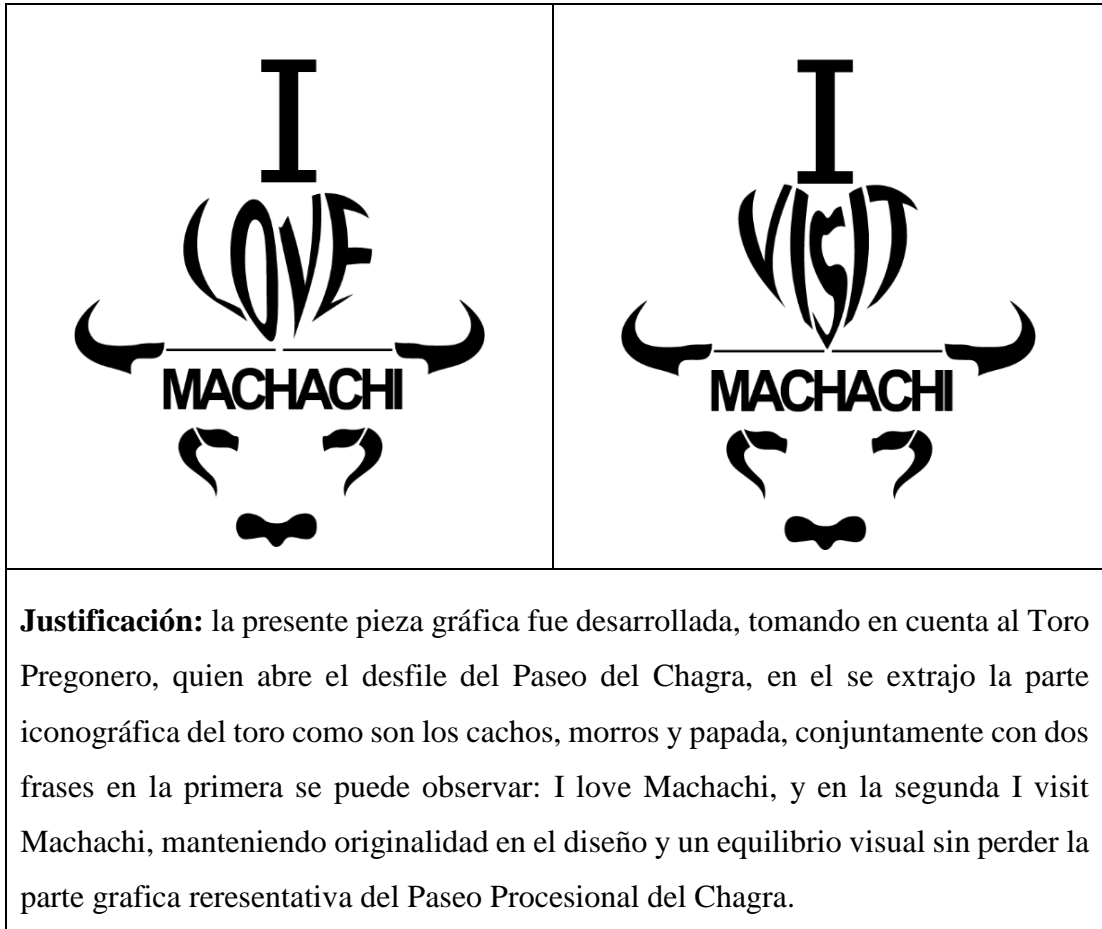 I
LOVE
MACHACHI
I
VISIT
MACHACHI
Justificación: la presente pieza gráfica fue desarrollada, tomando en cuenta al Toro
Pregonero, quien abre el desfile del Paseo del Chagra, en el se extrajo la parte
iconográfica del toro como son los cachos, morros y papada, conjuntamente con dos
frases en la primera se puede observar: I love Machachi, y en la segunda I visit
Machachi, manteniendo originalidad en el diseño y un equilibrio visual sin perder la
parte grafica reresentativa del Paseo Procesional del Chagra.